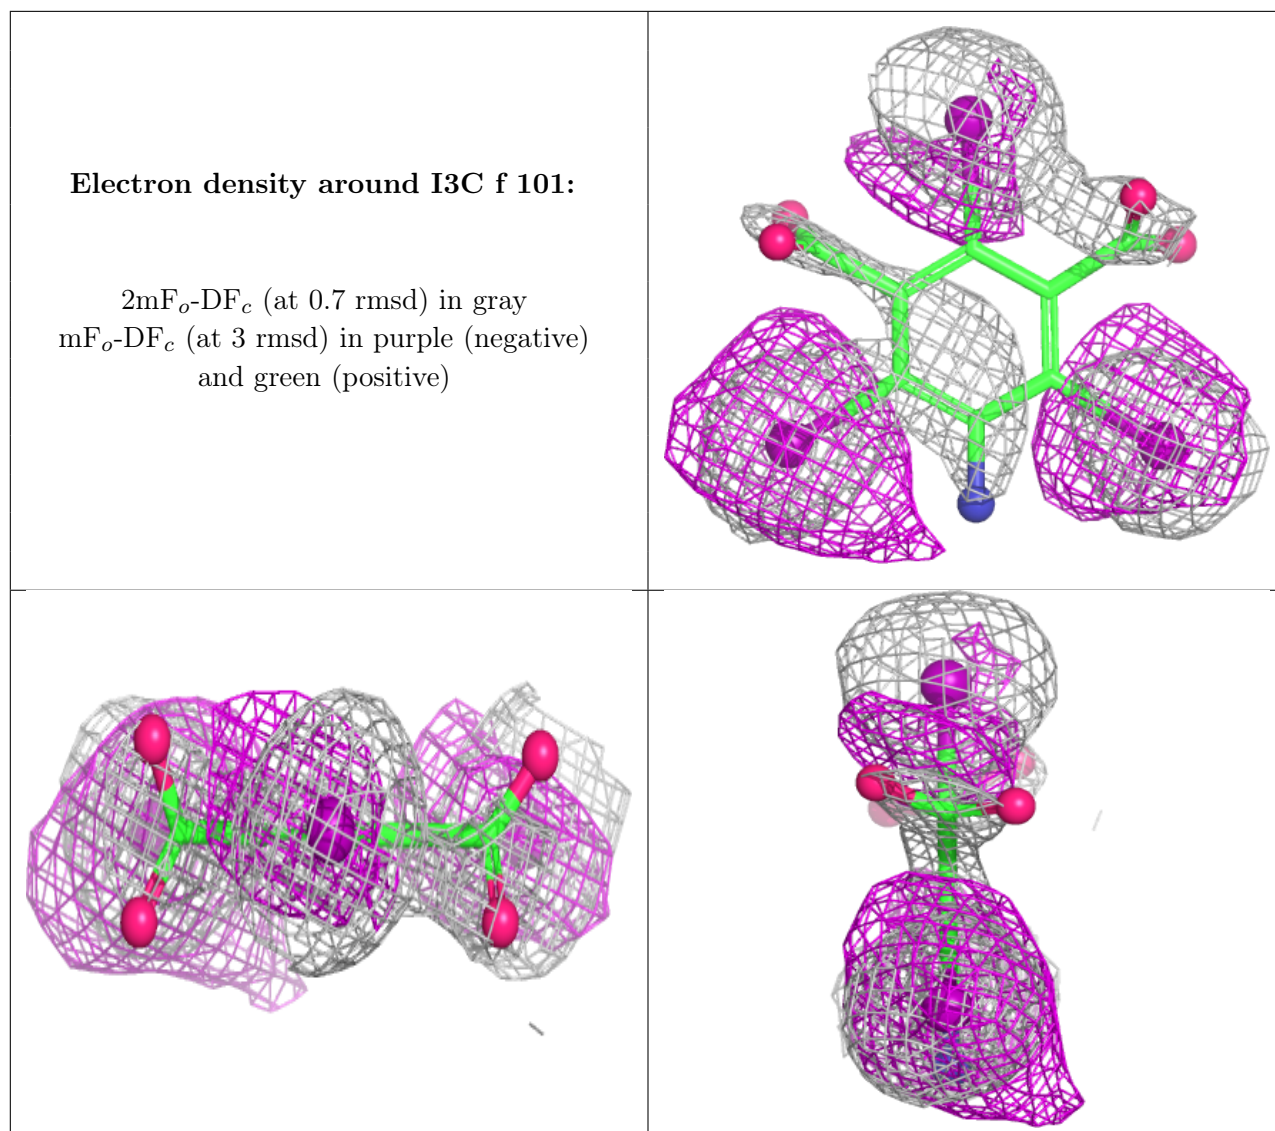 Electron density around I3C f 101:
2mFo-DFc (at 0.7 rmsd) in gray
mFo-DFc (at 3 rmsd) in purple (negative)
and green (positive)